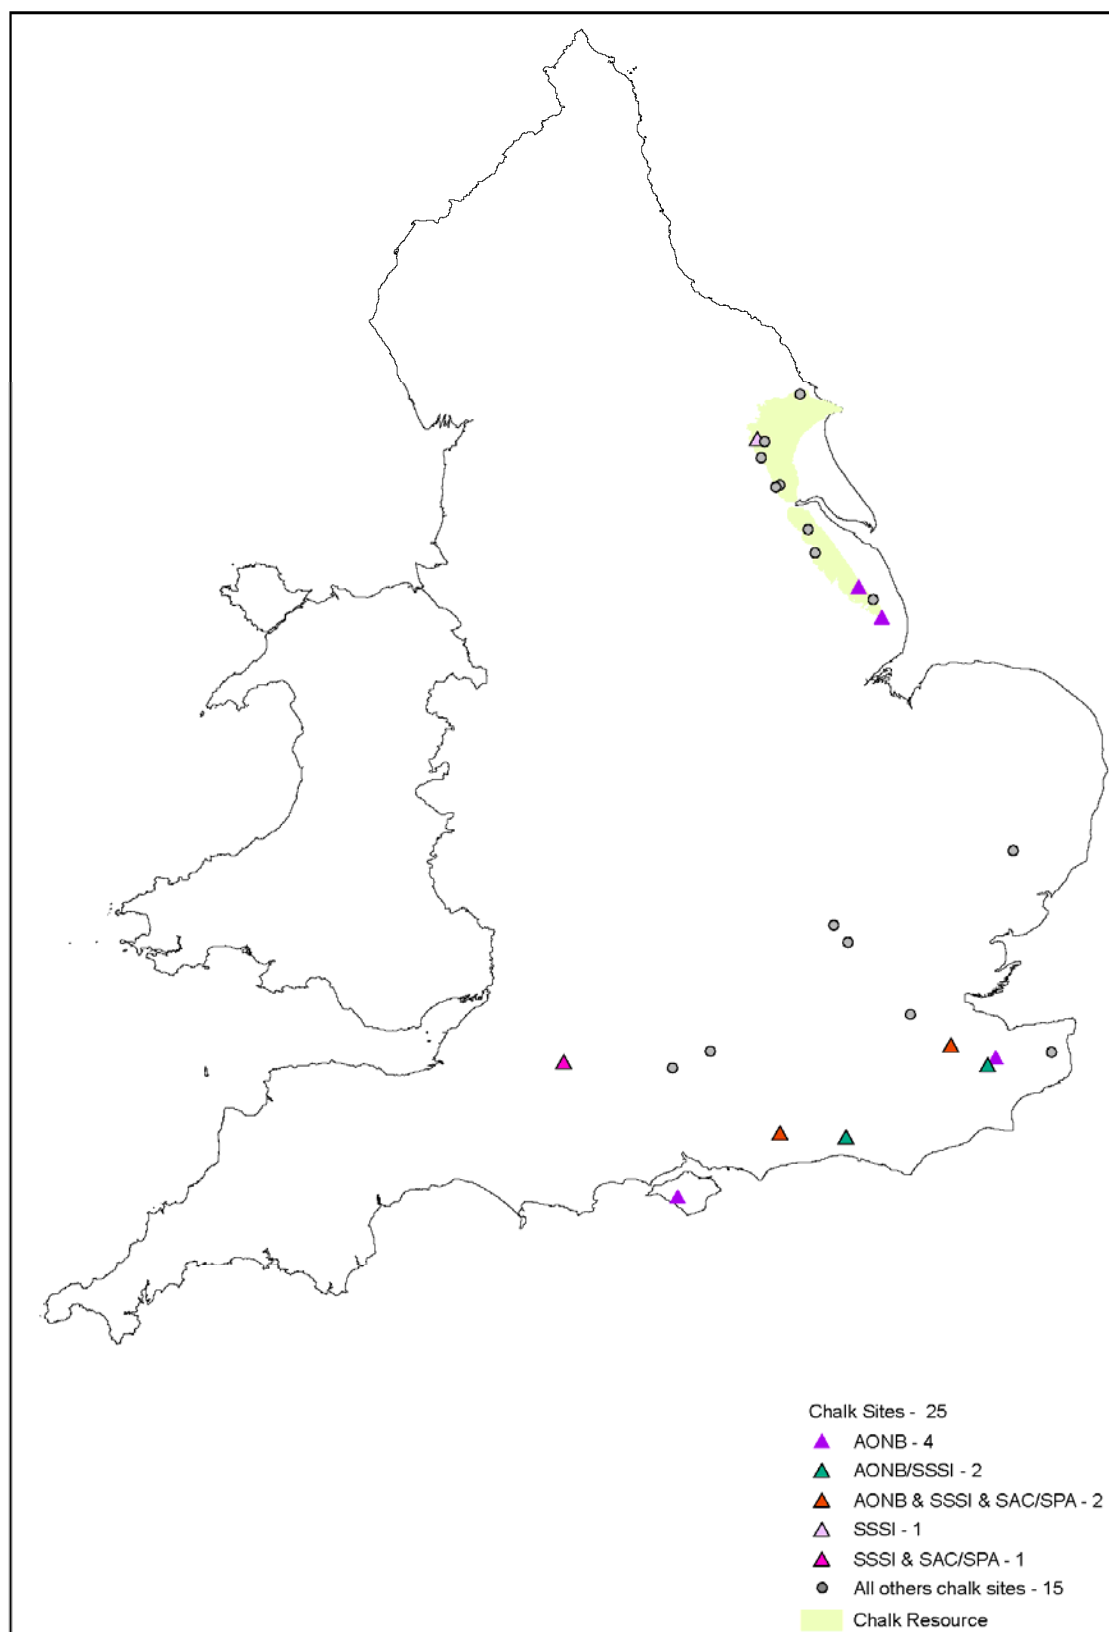 Chalk Sites - 25
AONB - 4
AONB/SSSI - 2
AONB & SSSI & SAC/SPA - 2
SSSI - 1
SSSI & SAC/SPA - 1
All others chalk sites - 15
Chalk Resource